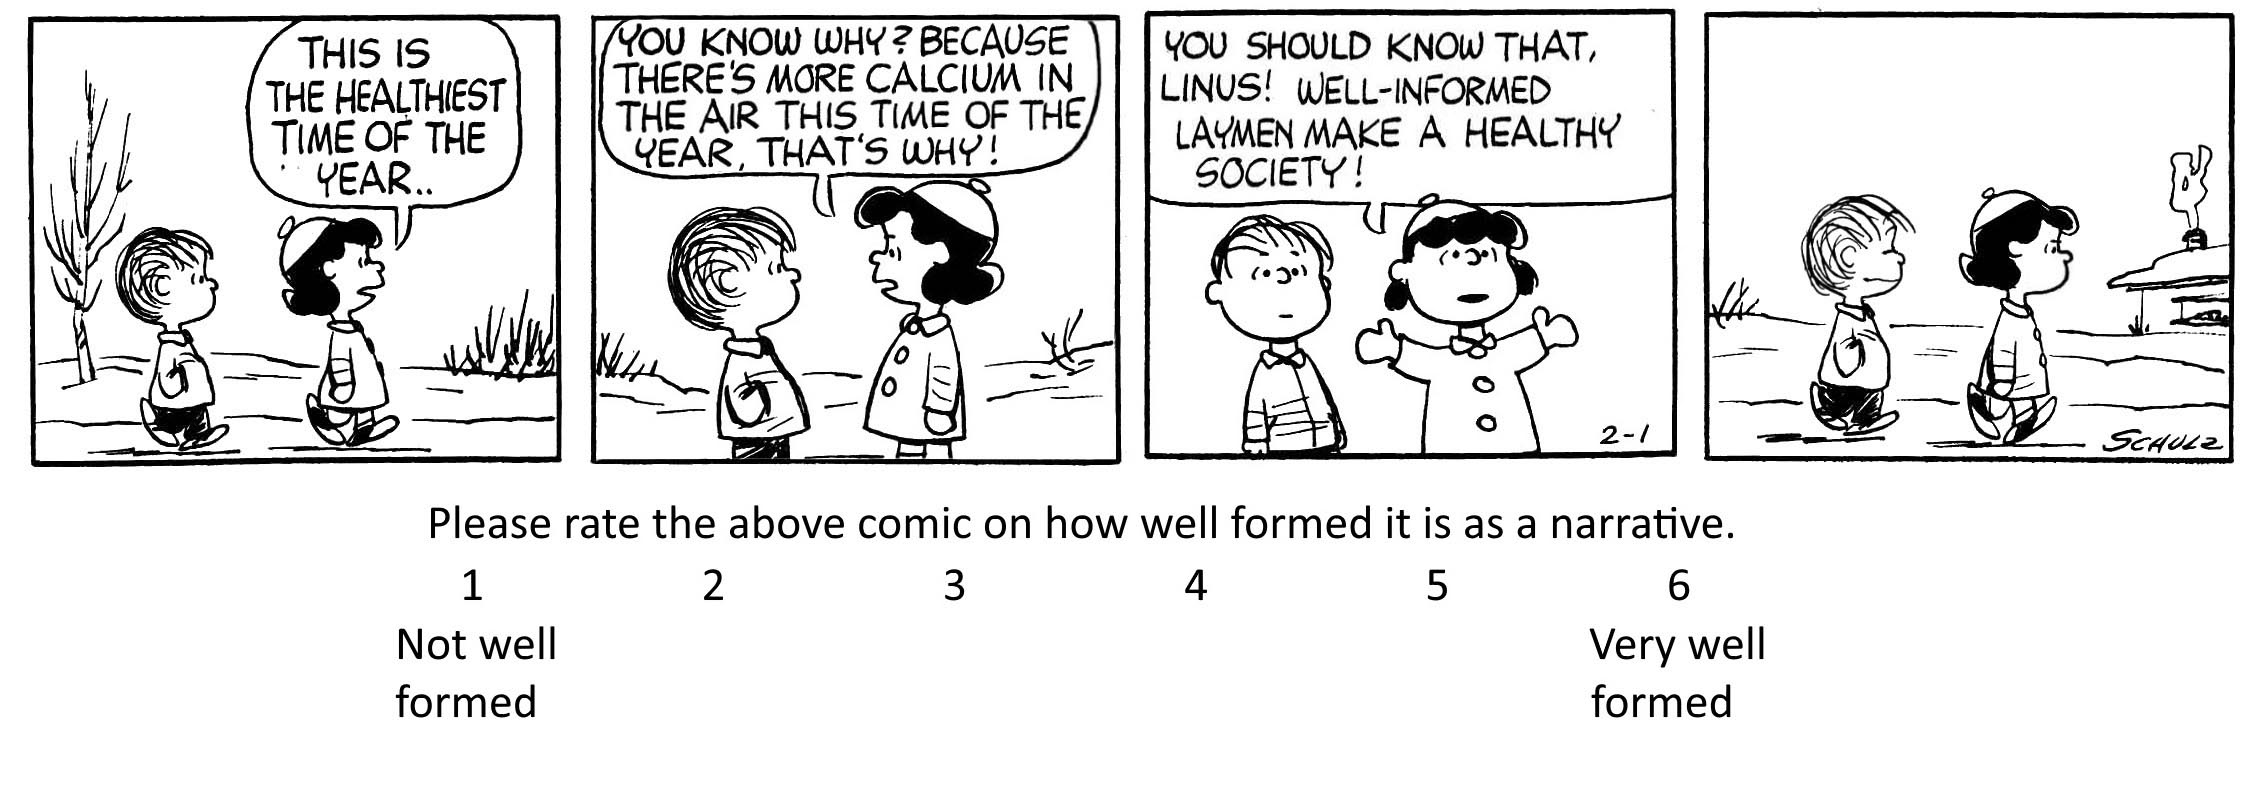 THIS IS
THE HEALTHIEST
TIME OF THE
YEAR..
YOU KNOW WHY? BECAUSE
THERE'S MORE CALCIUM IN
THE AIR THIS TIME OF THE
YEAR, THAT'S WHY!
YOU SHOULD KNOW THAT,
LINUS! WELL-INFORMED
LAYMEN MAKE A HEALTHY
SOCIETY!
2-1
SCHULZ
Please rate the above comic on how well formed it is as a narrative.
1 2 3 4 5 6
Not well
formed
Very well
formed